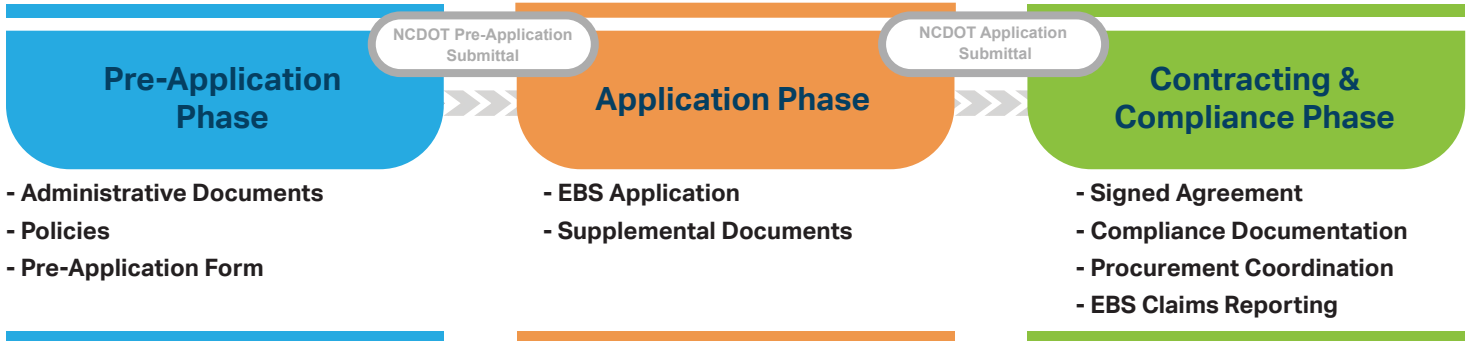 NCDOT Pre-Application
Submittal
NCDOT Application
Submittal
Pre-Application
Phase
- Administrative Documents
- Policies
- Pre-Application Form
Application Phase
- EBS Application
- Supplemental Documents
Contracting &
Compliance Phase
- Signed Agreement
- Compliance Documentation
- Procurement Coordination
- EBS Claims Reporting